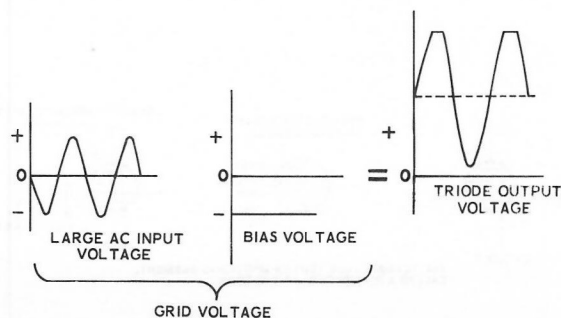 +
0
-
LARGE AC INPUT
VOLTAGE
+
0
-
BIAS VOLTAGE
=
+
0
TRIODE OUTPUT
VOLTAGE
GRID VOLTAGE